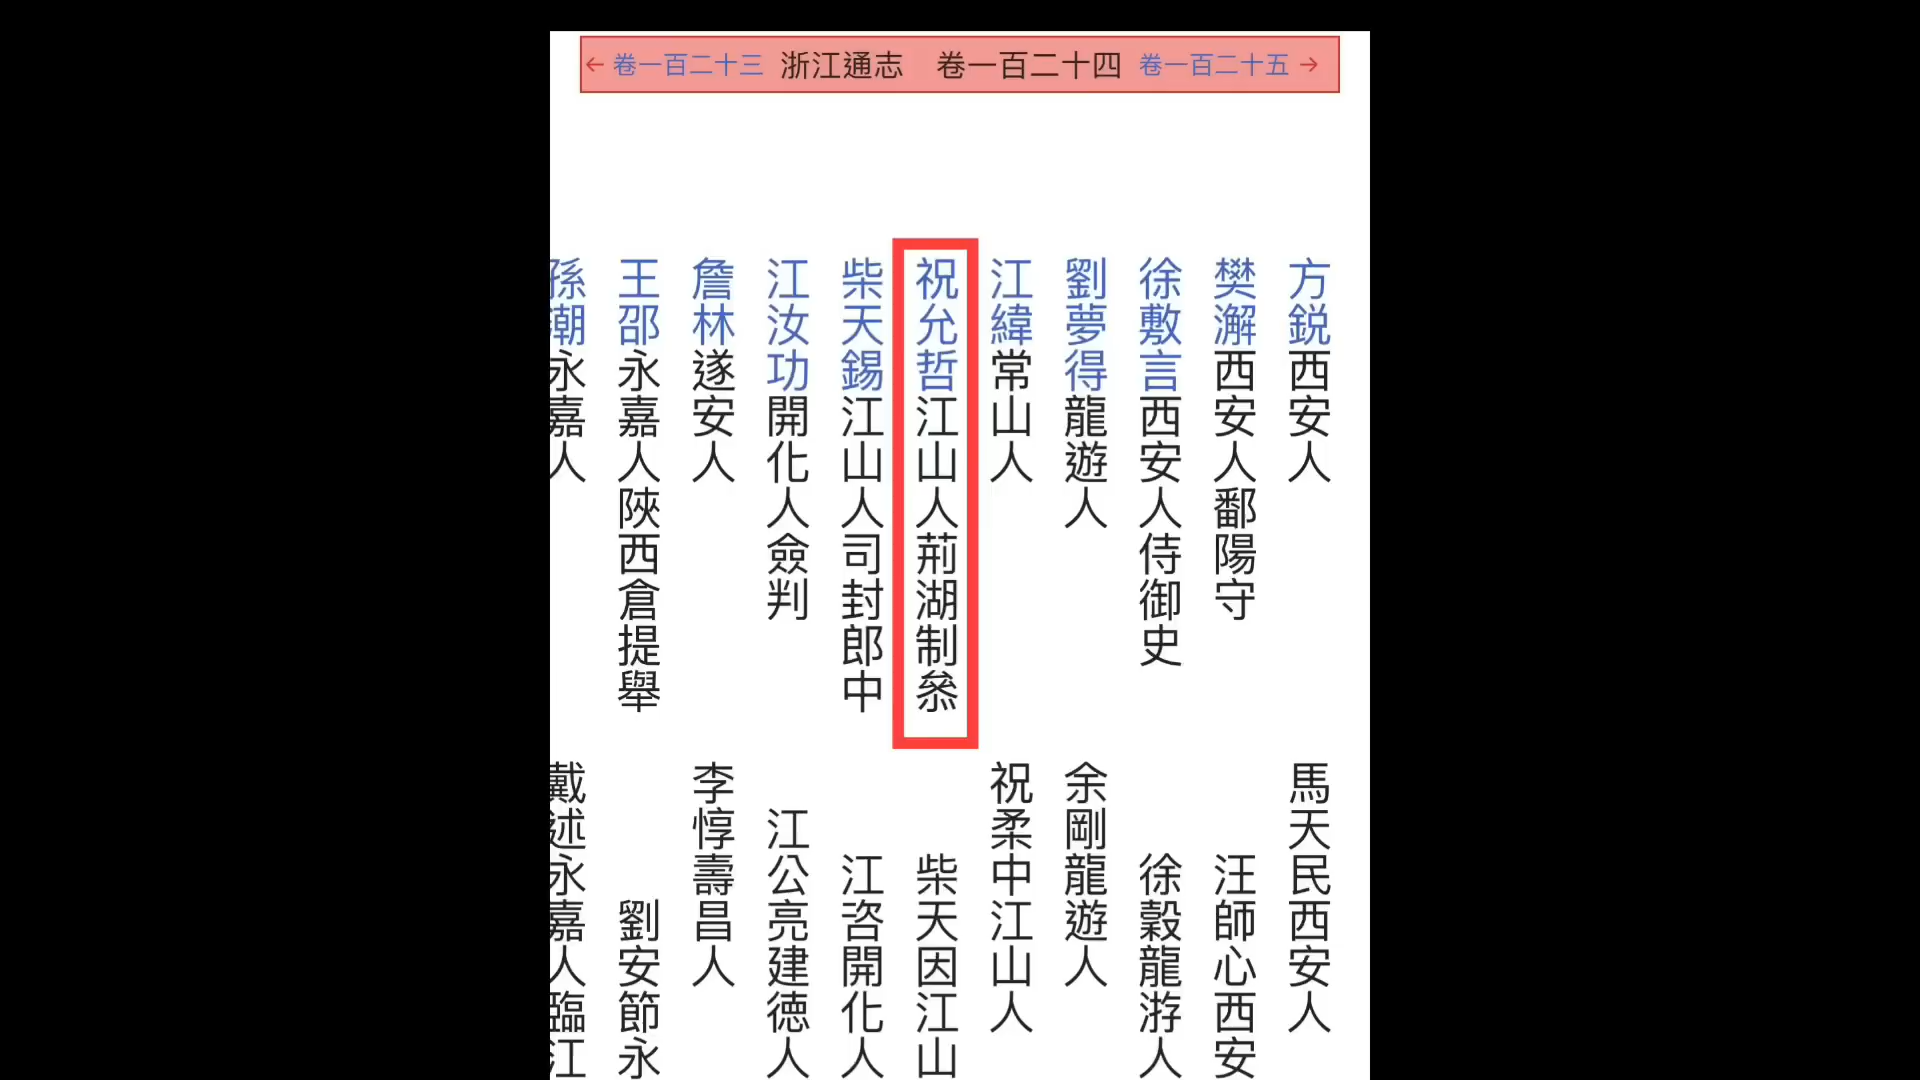 ← 卷一百二十三 浙江通志 卷一百二十四 卷一百二十五 →
方鋭西安人
馬天民西安人
樊澥西安人鄱陽守
汪師心西安
徐敷言西安人侍御史
徐穀龍游人
劉夢得龍遊人
余剛龍遊人
江緯常山人
祝柔中江山人
祝允哲江山人荊湖制叅
柴天因江山
柴天錫江山人司封郎中
江咨開化人
江汝功開化人僉判
江公亮建德人
詹林遂安人
李惇壽昌人
王邵永嘉人陝西倉提舉
劉安節永
孫潮永嘉人
戴述永嘉人臨江